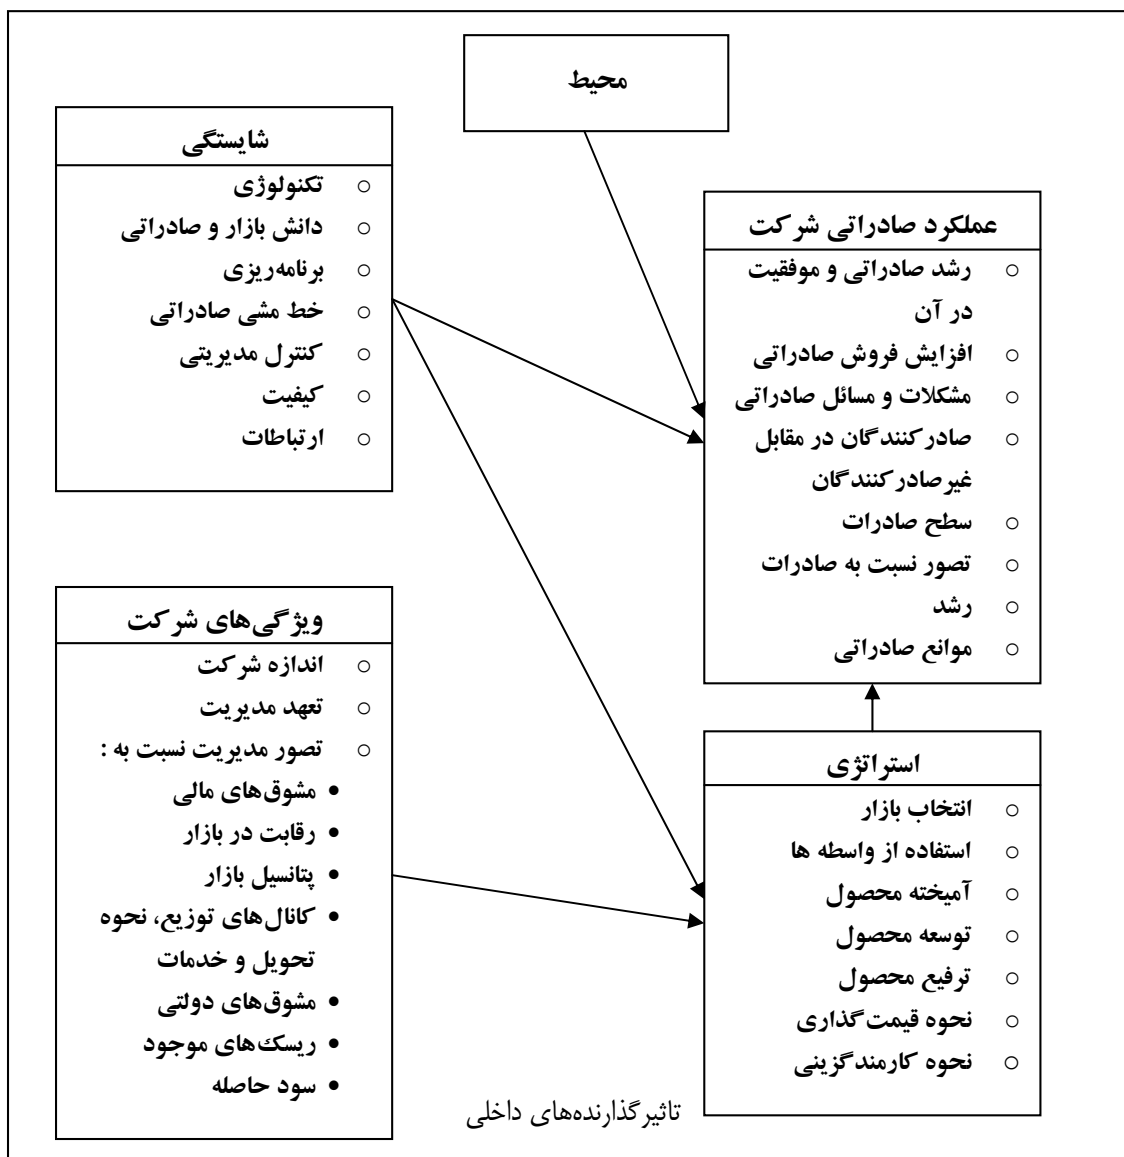 محیط
شایستگی
○ تکنولوژی
○ دانش بازار و صادراتی
○ برنامه‌ریزی
○ خط مشی صادراتی
○ کنترل مدیریتی
○ کیفیت
○ ارتباطات
عملکرد صادراتی شرکت
○ رشد صادراتی و موفقیت
در آن
○ افزایش فروش صادراتی
○ مشکلات و مسائل صادراتی
○ صادرکنندگان در مقابل
غیرصادرکنندگان
○ سطح صادرات
○ تصور نسبت به صادرات
○ رشد
○ موانع صادراتی
ویژگی‌های شرکت
○ اندازه شرکت
○ تعهد مدیریت
○ تصور مدیریت نسبت به :
• مشوق‌های مالی
• رقابت در بازار
• پتانسیل بازار
• کانال‌های توزیع، نحوه
تحویل و خدمات
• مشوق‌های دولتی
• ریسک‌های موجود
• سود حاصله
استراتژی
○ انتخاب بازار
○ استفاده از واسطه ها
○ آمیخته محصول
○ توسعه محصول
○ ترفیع محصول
○ نحوه قیمت‌گذاری
○ نحوه کارمندگزینی
تاثیرگذارنده‌های داخلی